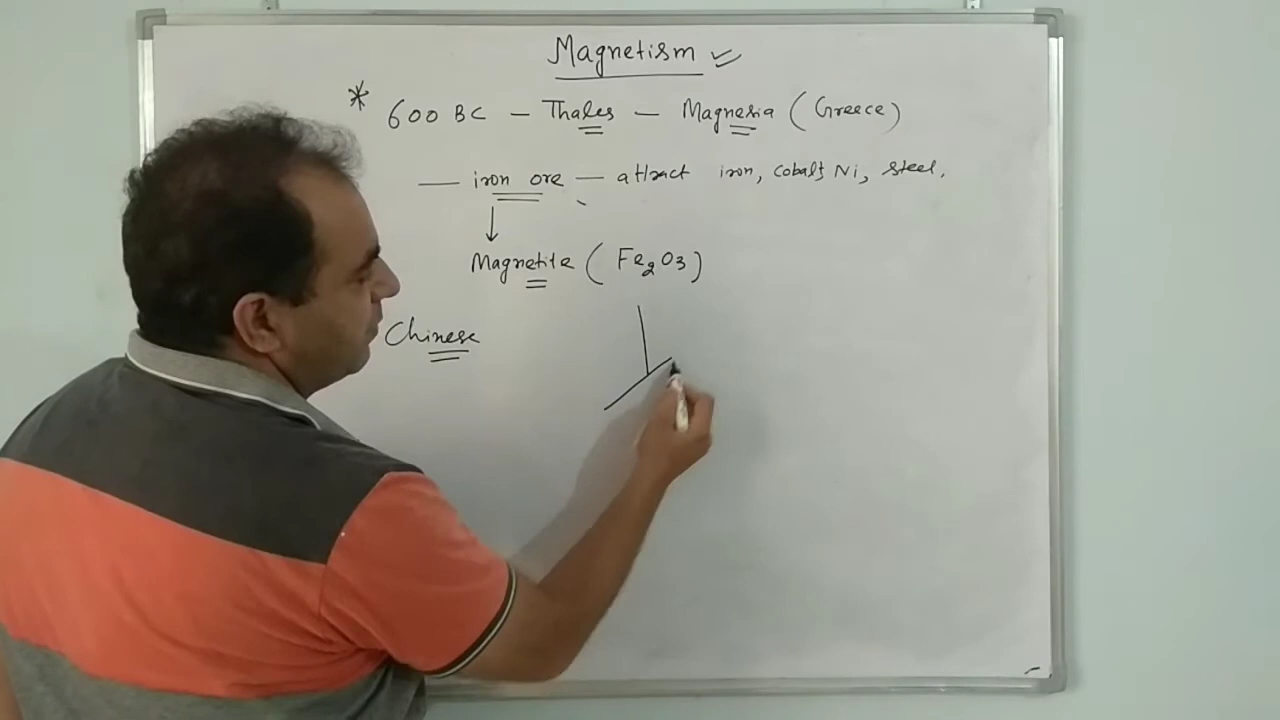 Magnetism
* 600 BC — Thales — Magnesia (Greece)
— iron ore — attract iron, cobalt, Ni, steel.
Magnetite (Fe2O3)
Chinese